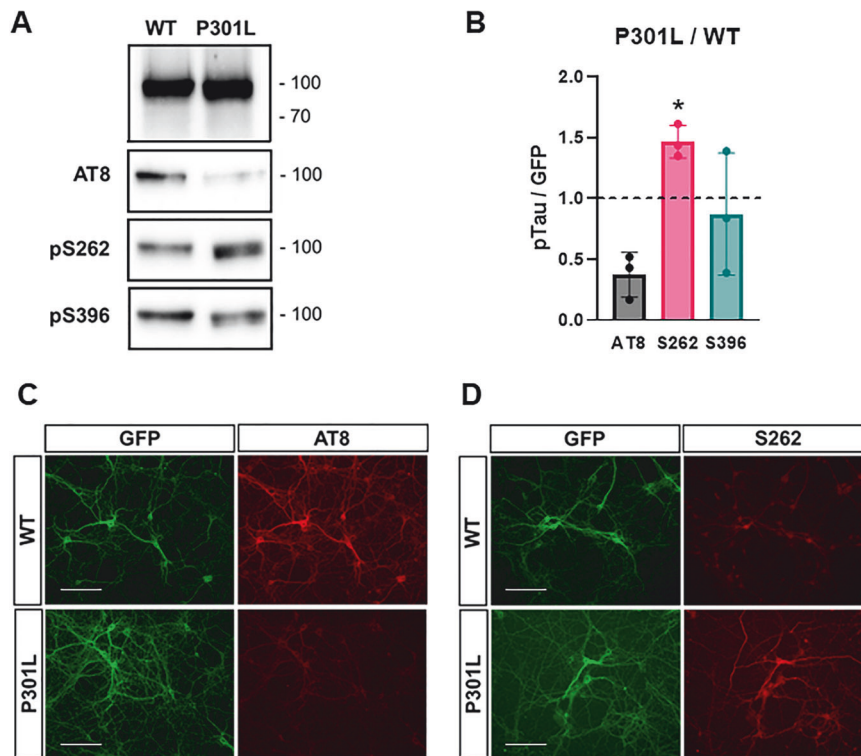 A
WT P301L
- 100
- 70
AT8
- 100
pS262
- 100
pS396
- 100
B
P301L / WT
pTau / GFP
2.0
1.5
1.0
0.5
0.0
*
AT8 S262 S396
C
GFP AT8
WT
P301L
D
GFP S262
WT
P301L